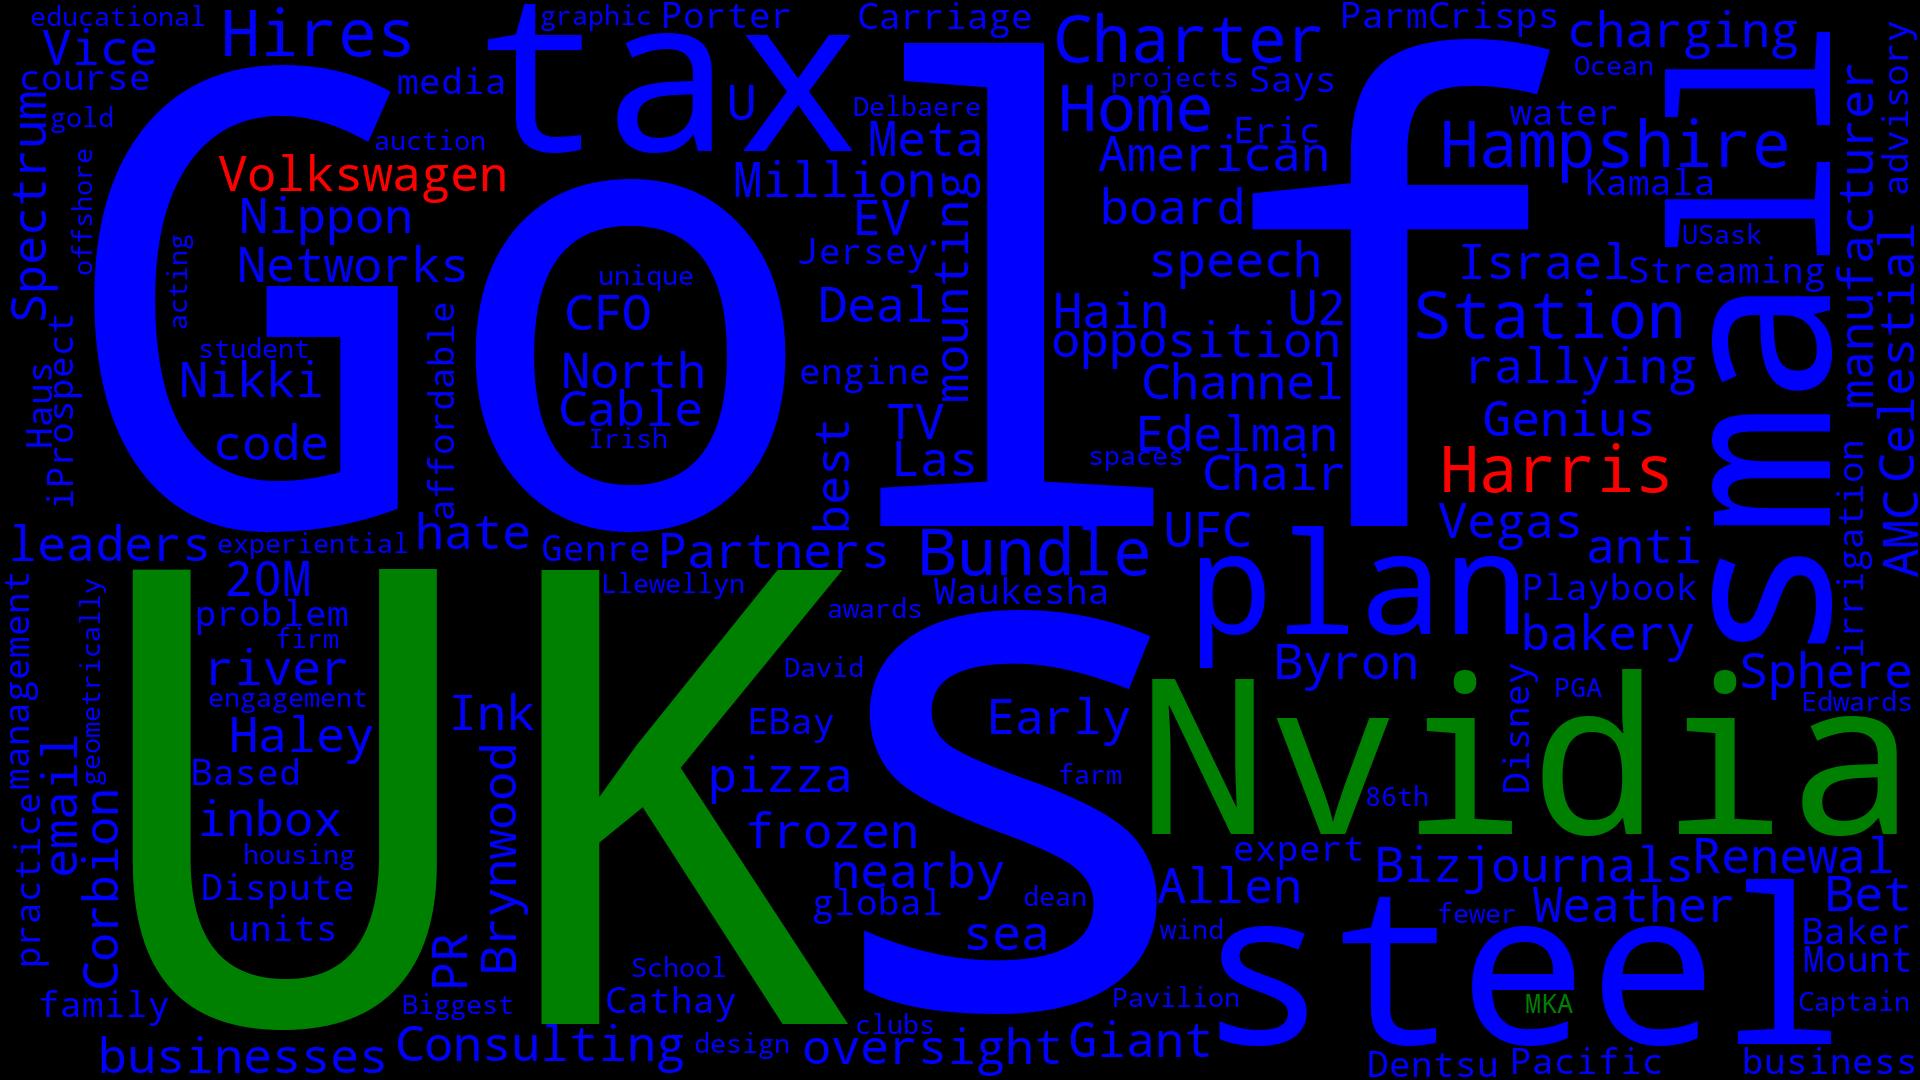 educational
Vice
Hires
tax
graphic
Porter
Carriage
Charter
ParmCrisps
charging
course
media
U
projects
Says
Ocean
advisory
gold
Delbaere
Home
Eric
water
small
Spectrum
auction
Meta
American
Hampshire
manufacturer
Golf
Volkswagen
Million
board
Kamala
offshore
Nippon
EV
USask
acting
Networks
Jersey
mounting
speech
Israel
Streaming
unique
CFO
Deal
Hain
U2
Station
Celestial
iProspect
Haus
student
Nikki
affordable
North
engine
opposition
rallying
code
Cable
TV
Channel
Genius
Irish
best
Las
Edelman
Harris
spaces
Chair
AMC
leaders
experiential
hate
Genre
Partners
Bundle
UFC
Vegas
anti
irrigation
management
geometrically
20M
Llewellyn
Waukesha
plan
Playbook
problem
awards
bakery
firm
river
David
Byron
Sphere
engagement
PGA
Edwards
UK
s
Nvidia
Haley
Ink
EBay
Early
Disney
email
Based
Brynwood
pizza
farm
86th
practice
Corbion
inbox
frozen
expert
Bizjournals
Renewal
housing
nearby
Allen
Dispute
global
dean
fewer
Weather
Bet
units
PR
sea
wind
steel
Baker
School
Mount
family
Biggest
Cathay
Pavilion
MKA
Captain
businesses
Consulting
design
clubs
oversight
Giant
Dentsu
Pacific
business